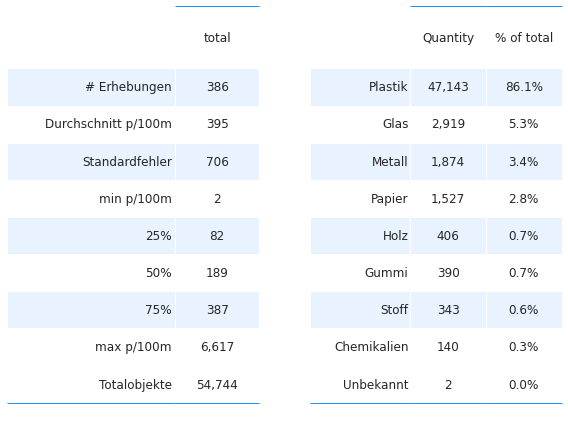 total
# Erhebungen 386
Durchschnitt p/100m 395
Standardfehler 706
min p/100m 2
25% 82
50% 189
75% 387
max p/100m 6,617
Totalobjekte 54,744
Quantity % of total
Plastik 47,143 86.1%
Glas 2,919 5.3%
Metall 1,874 3.4%
Papier 1,527 2.8%
Holz 406 0.7%
Gummi 390 0.7%
Stoff 343 0.6%
Chemikalien 140 0.3%
Unbekannt 2 0.0%